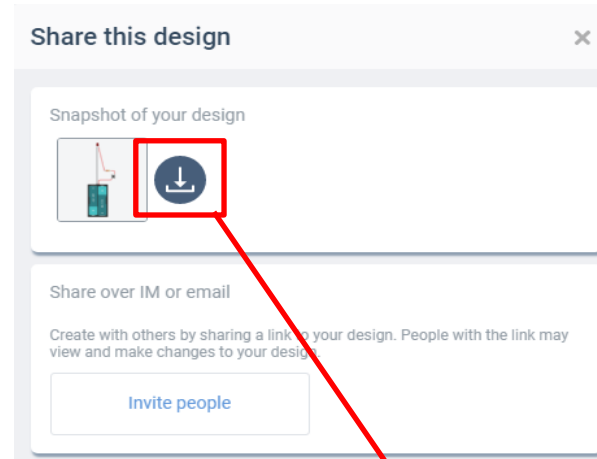 Share this design
Snapshot of your design
Share over IM or email
Create with others by sharing a link to your design. People with the link may
view and make changes to your design.
Invite people